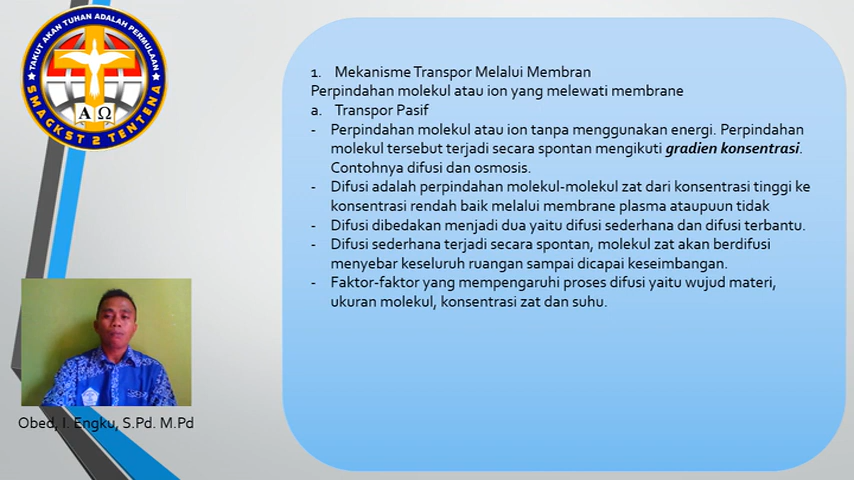 TAKUT AKAN TUHAN ADALAH PERMULAAN
Α Ω
SMAGKST 2 TENTENA
1. Mekanisme Transpor Melalui Membran
Perpindahan molekul atau ion yang melewati membrane
a. Transpor Pasif
- Perpindahan molekul atau ion tanpa menggunakan energi. Perpindahan
molekul tersebut terjadi secara spontan mengikuti gradien konsentrasi.
Contohnya difusi dan osmosis.
- Difusi adalah perpindahan molekul-molekul zat dari konsentrasi tinggi ke
konsentrasi rendah baik melalui membrane plasma ataupuun tidak
- Difusi dibedakan menjadi dua yaitu difusi sederhana dan difusi terbantu.
- Difusi sederhana terjadi secara spontan, molekul zat akan berdifusi
menyebar keseluruh ruangan sampai dicapai keseimbangan.
- Faktor-faktor yang mempengaruhi proses difusi yaitu wujud materi,
ukuran molekul, konsentrasi zat dan suhu.
Obed, I. Engku, S.Pd. M.Pd